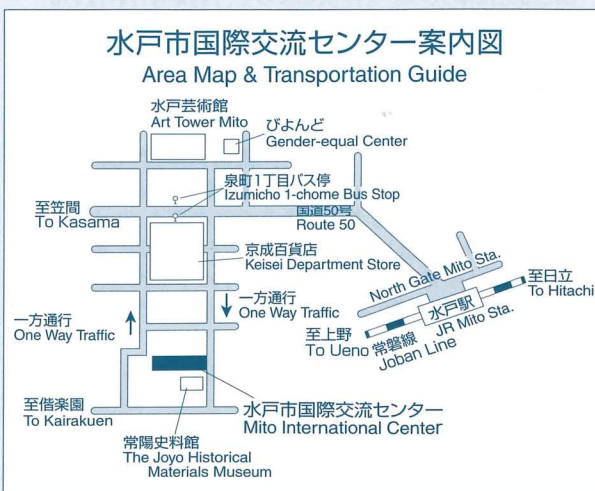 水戸市国際交流センター案内図
Area Map & Transportation Guide
水戸芸術館
Art Tower Mito
びよんど
Gender-equal Center
泉町1丁目バス停
Izumicho 1-chome Bus Stop
至笠間
To Kasama
国道50号
Route 50
京成百貨店
Keisei Department Store
North Gate Mito Sta.
至日立
To Hitachi
水戸駅
JR Mito Sta.
一方通行
One Way Traffic
一方通行
One Way Traffic
至上野
To Ueno
常磐線
Joban Line
至偕楽園
To Kairakuen
水戸市国際交流センター
Mito International Center
常陽史料館
The Joyo Historical
Materials Museum